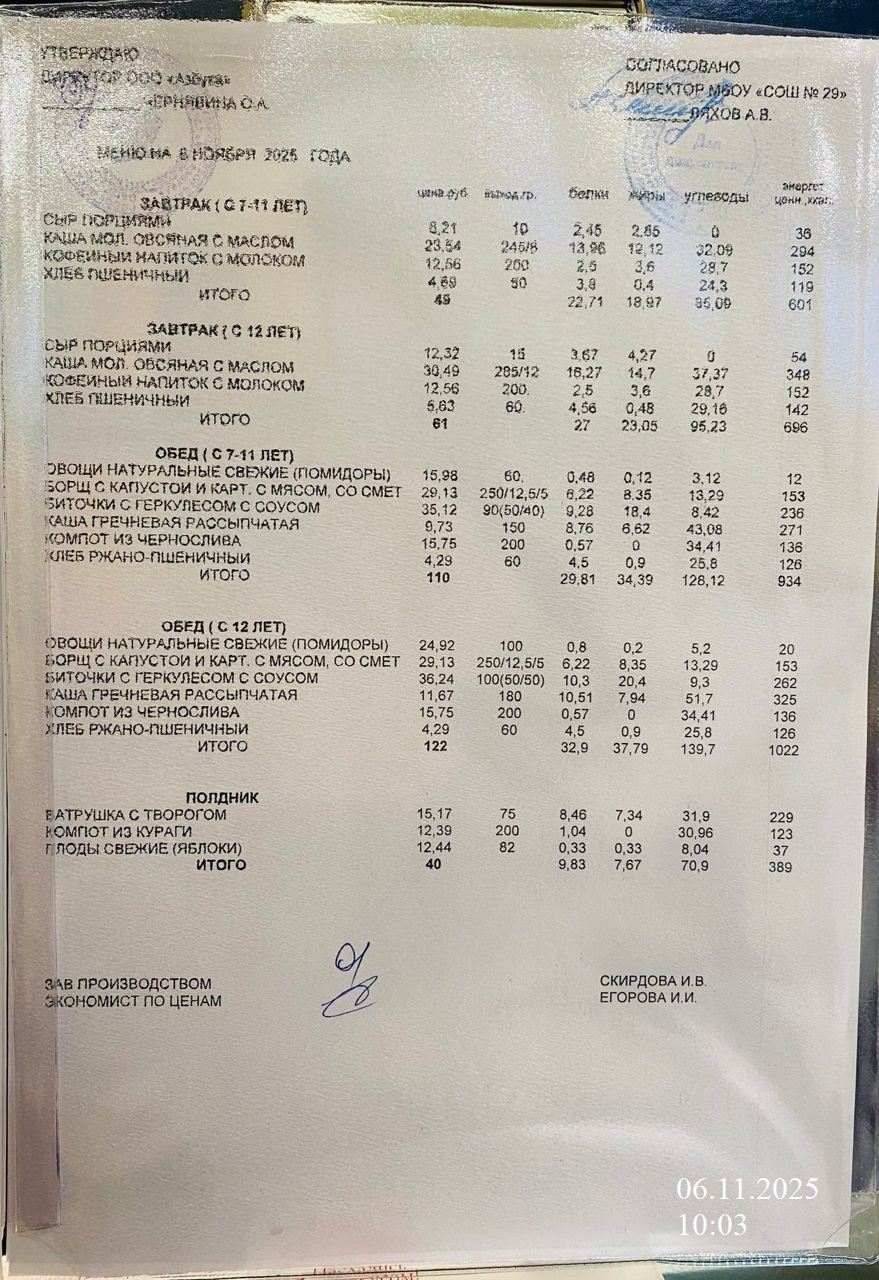 УТВЕРЖДАЮ
ДИРЕКТОР ООО «Азбука»
ЧЕРНЯВИНА О.А.
СОГЛАСОВАНО
ДИРЕКТОР МБОУ «СОШ № 29»
ЛЯХОВ А.В.
МЕНЮ НА 6 НОЯБРЯ 2025 ГОДА
цена.руб. выход.гр. белки жиры углеводы энергет ценн.,ккал.
ЗАВТРАК ( С 7-11 ЛЕТ)
СЫР ПОРЦИЯМИ 8,21 10 2,45 2,85 0 36
КАША МОЛ. ОВСЯНАЯ С МАСЛОМ 23,54 245/8 13,96 12,12 32,09 294
КОФЕЙНЫЙ НАПИТОК С МОЛОКОМ 12,56 200 2,5 3,6 28,7 152
ХЛЕБ ПШЕНИЧНЫЙ 4,69 50 3,8 0,4 24,3 119
ИТОГО 49 22,71 18,97 85,09 601
ЗАВТРАК ( С 12 ЛЕТ)
СЫР ПОРЦИЯМИ 12,32 15 3,67 4,27 0 54
КАША МОЛ. ОВСЯНАЯ С МАСЛОМ 30,49 285/12 16,27 14,7 37,37 348
КОФЕЙНЫЙ НАПИТОК С МОЛОКОМ 12,56 200. 2,5 3,6 28,7 152
ХЛЕБ ПШЕНИЧНЫЙ 5,63 60. 4,56 0,48 29,16 142
ИТОГО 61 27 23,05 95,23 696
ОБЕД ( С 7-11 ЛЕТ)
ОВОЩИ НАТУРАЛЬНЫЕ СВЕЖИЕ (ПОМИДОРЫ) 15,98 60. 0,48 0,12 3,12 12
БОРЩ С КАПУСТОЙ И КАРТ. С МЯСОМ, СО СМЕТ 29,13 250/12,5/5 6,22 8,35 13,29 153
БИТОЧКИ С ГЕРКУЛЕСОМ С СОУСОМ 35,12 90(50/40) 9,28 18,4 8,42 236
КАША ГРЕЧНЕВАЯ РАССЫПЧАТАЯ 9,73 150 8,76 6,62 43,08 271
КОМПОТ ИЗ ЧЕРНОСЛИВА 15,75 200 0,57 0 34,41 136
ХЛЕБ РЖАНО-ПШЕНИЧНЫЙ 4,29 60 4,5 0,9 25,8 126
ИТОГО 110 29,81 34,39 128,12 934
ОБЕД ( С 12 ЛЕТ)
ОВОЩИ НАТУРАЛЬНЫЕ СВЕЖИЕ (ПОМИДОРЫ) 24,92 100 0,8 0,2 5,2 20
БОРЩ С КАПУСТОЙ И КАРТ. С МЯСОМ, СО СМЕТ 29,13 250/12,5/5 6,22 8,35 13,29 153
БИТОЧКИ С ГЕРКУЛЕСОМ С СОУСОМ 36,24 100(50/50) 10,3 20,4 9,3 262
КАША ГРЕЧНЕВАЯ РАССЫПЧАТАЯ 11,67 180 10,51 7,94 51,7 325
КОМПОТ ИЗ ЧЕРНОСЛИВА 15,75 200 0,57 0 34,41 136
ХЛЕБ РЖАНО-ПШЕНИЧНЫЙ 4,29 60 4,5 0,9 25,8 126
ИТОГО 122 32,9 37,79 139,7 1022
ПОЛДНИК
ВАТРУШКА С ТВОРОГОМ 15,17 75 8,46 7,34 31,9 229
КОМПОТ ИЗ КУРАГИ 12,39 200 1,04 0 30,96 123
ПЛОДЫ СВЕЖИЕ (ЯБЛОКИ) 12,44 82 0,33 0,33 8,04 37
ИТОГО 40 9,83 7,67 70,9 389
ЗАВ ПРОИЗВОДСТВОМ СКИРДОВА И.В.
ЭКОНОМИСТ ПО ЦЕНАМ ЕГОРОВА И.И.
06.11.2025
10:03